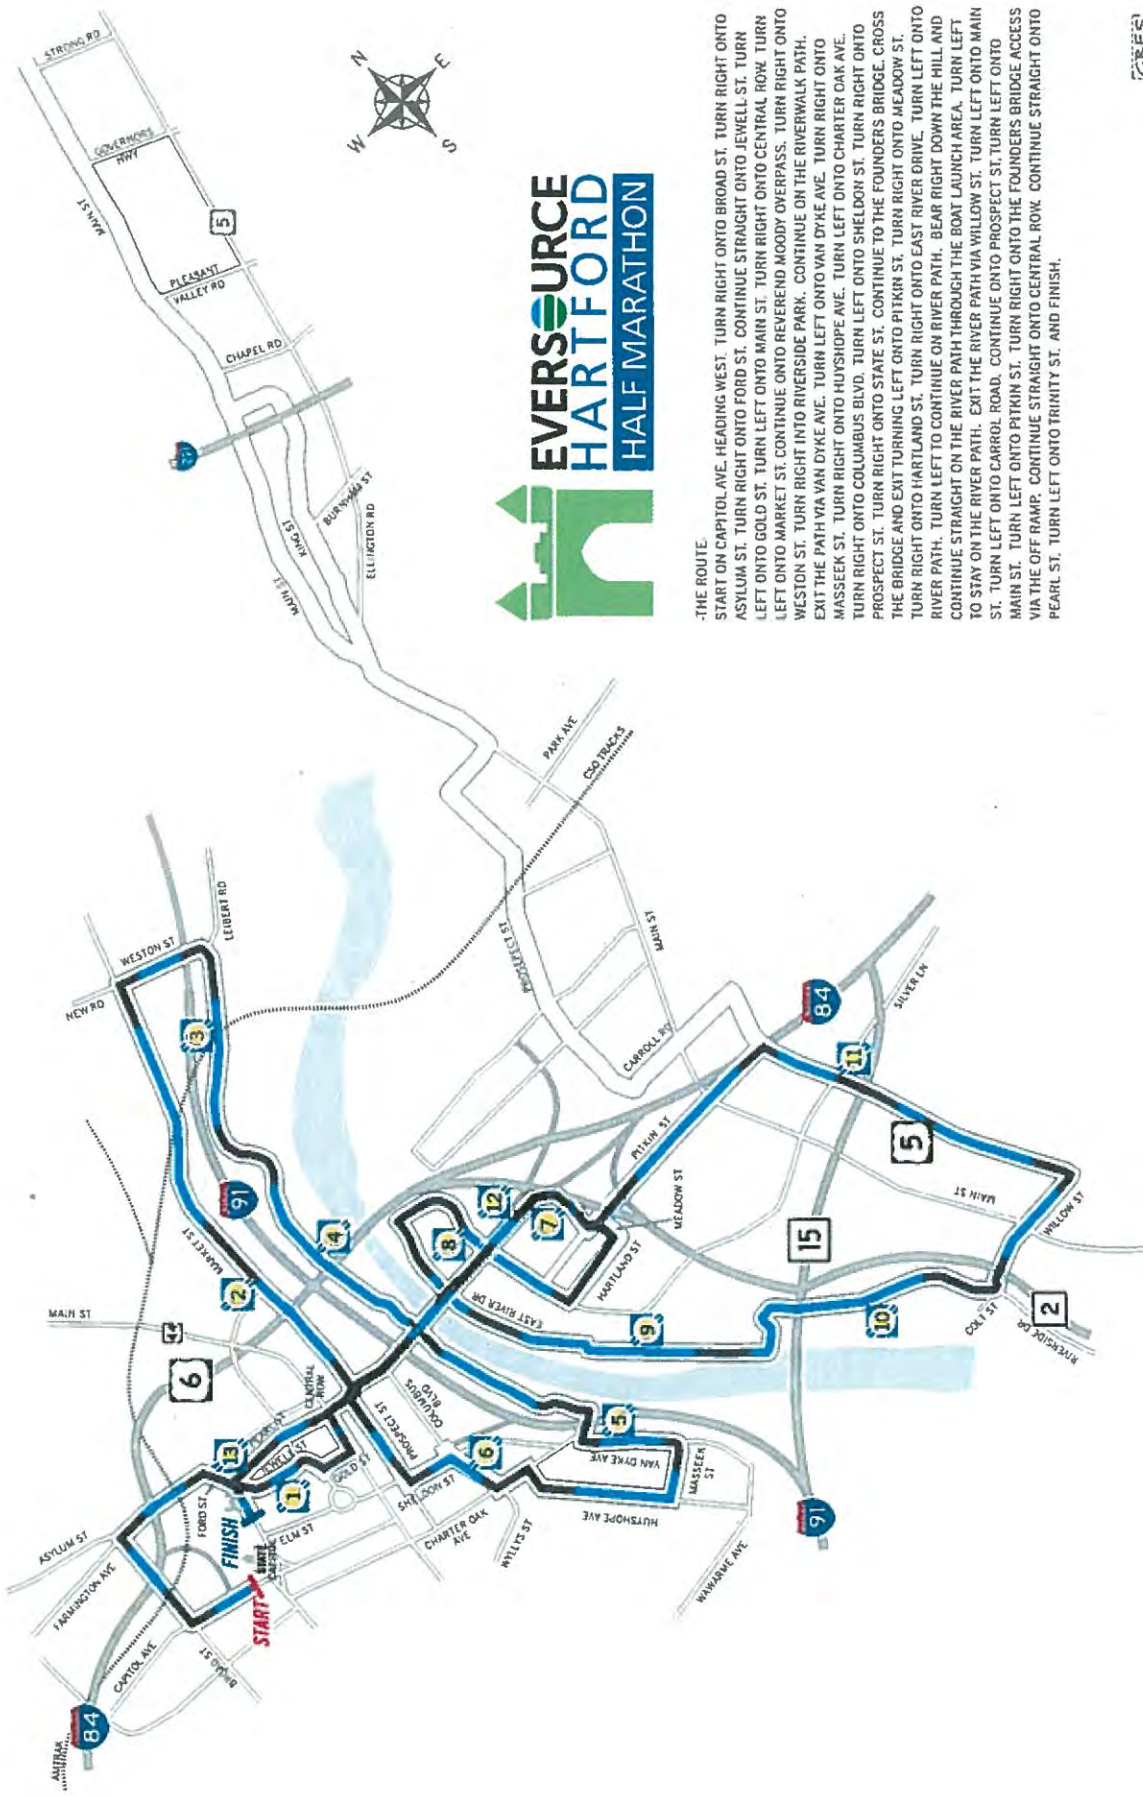 STRONG RD
GOVERNORS
HWY
MAIN ST
5
PLEASANT
VALLEY RD
CHAPEL RD
KING ST
BURNHAM ST
MAIN ST
ELLINGTON RD
N
W
E
S
EVERSOURCE
HARTFORD
HALF MARATHON
THE ROUTE
START ON CAPITOL AVE, HEADING WEST. TURN RIGHT ONTO BROAD ST. TURN RIGHT ONTO
ASYLUM ST. TURN RIGHT ONTO FORD ST. CONTINUE STRAIGHT ONTO JEWELL ST. TURN
LEFT ONTO GOLD ST. TURN LEFT ONTO MAIN ST. TURN RIGHT ONTO CENTRAL ROW. TURN
LEFT ONTO MARKET ST. CONTINUE ONTO REVEREND MOODY OVERPASS. TURN RIGHT ONTO
WESTON ST. TURN RIGHT INTO RIVERSIDE PARK. CONTINUE ON THE RIVERWALK PATH.
EXIT THE PATH VIA VAN DYKE AVE. TURN LEFT ONTO VAN DYKE AVE. TURN RIGHT ONTO
MASSEEK ST. TURN RIGHT ONTO HUYSHOPE AVE. TURN LEFT ONTO CHARTER OAK AVE.
TURN RIGHT ONTO COLUMBUS BLVD. TURN LEFT ONTO SHELDON ST. TURN RIGHT ONTO
PROSPECT ST. TURN RIGHT ONTO STATE ST. CONTINUE TO THE FOUNDERS BRIDGE. CROSS
THE BRIDGE AND EXIT TURNING LEFT ONTO PITKIN ST. TURN RIGHT ONTO MEADOW ST.
TURN RIGHT ONTO HARTLAND ST. TURN RIGHT ONTO EAST RIVER DRIVE. TURN LEFT ONTO
RIVER PATH. TURN LEFT TO CONTINUE ON RIVER PATH. BEAR RIGHT DOWN THE HILL AND
CONTINUE STRAIGHT ON THE RIVER PATH THROUGH THE BOAT LAUNCH AREA. TURN LEFT
TO STAY ON THE RIVER PATH. EXIT THE RIVER PATH VIA WILLOW ST. TURN LEFT ONTO MAIN
ST. TURN LEFT ONTO CARROL ROAD. CONTINUE ONTO PROSPECT ST. TURN LEFT ONTO
MAIN ST. TURN LEFT ONTO PITKIN ST. TURN RIGHT ONTO THE FOUNDERS BRIDGE ACCESS
VIA THE OFF RAMP. CONTINUE STRAIGHT ONTO CENTRAL ROW. CONTINUE STRAIGHT ONTO
PEARL ST. TURN LEFT ONTO TRINITY ST. AND FINISH.
PARK AVE
CSO TRACKS
PROSPECT ST
MAIN ST
CARROLL RD
NEW RD
WESTON ST
LEIBERT RD
3
91
MARKET ST
2
4
MAIN ST
44
6
84
SILVER LN
11
5
PITKIN ST
MEADOW ST
HARTLAND ST
12
7
8
EAST RIVER DR
9
15
MAIN ST
WILLOW ST
10
COLT ST
RIVERSIDE DR
2
CENTRAL
ROW
PEARL ST
JEWELL ST
GOLD ST
PROSPECT ST
COLUMBUS
BLVD
6
5
VAN DYKE AVE
MASSEEK
ST
HUYSHOPE AVE
91
WAWARME AVE
WYLLYS ST
CHARTER OAK
AVE
SHELDON ST
ELM ST
13
1
FORD ST
FINISH
STATE
CAPITOL
START
ASYLUM ST
FARMINGTON AVE
CAPITOL AVE
BROAD ST
84
AMTRAK